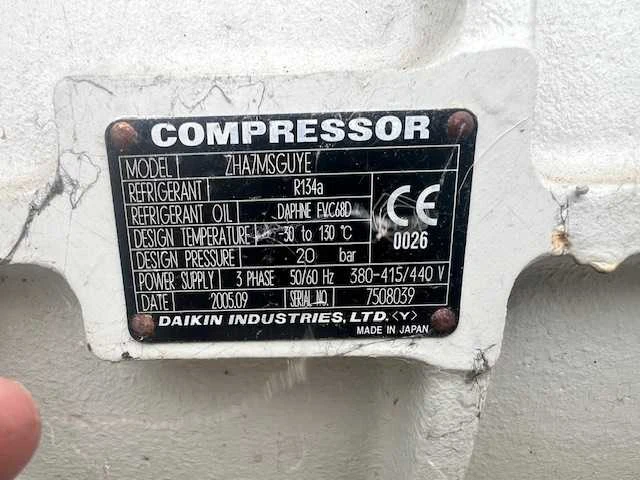 COMPRESSOR
MODEL ZHA7MSGUYE
REFRIGERANT R134a
REFRIGERANT OIL DAPHNE FVC68D
DESIGN TEMPERATURE 30 to 130 °C
DESIGN PRESSURE 20 bar
CE
0026
POWER SUPPLY 3 PHASE 50/60 Hz 380-415/440 V
DATE 2005.09 SERIAL NO. 7508039
DAIKIN INDUSTRIES, LTD. <Y>
MADE IN JAPAN